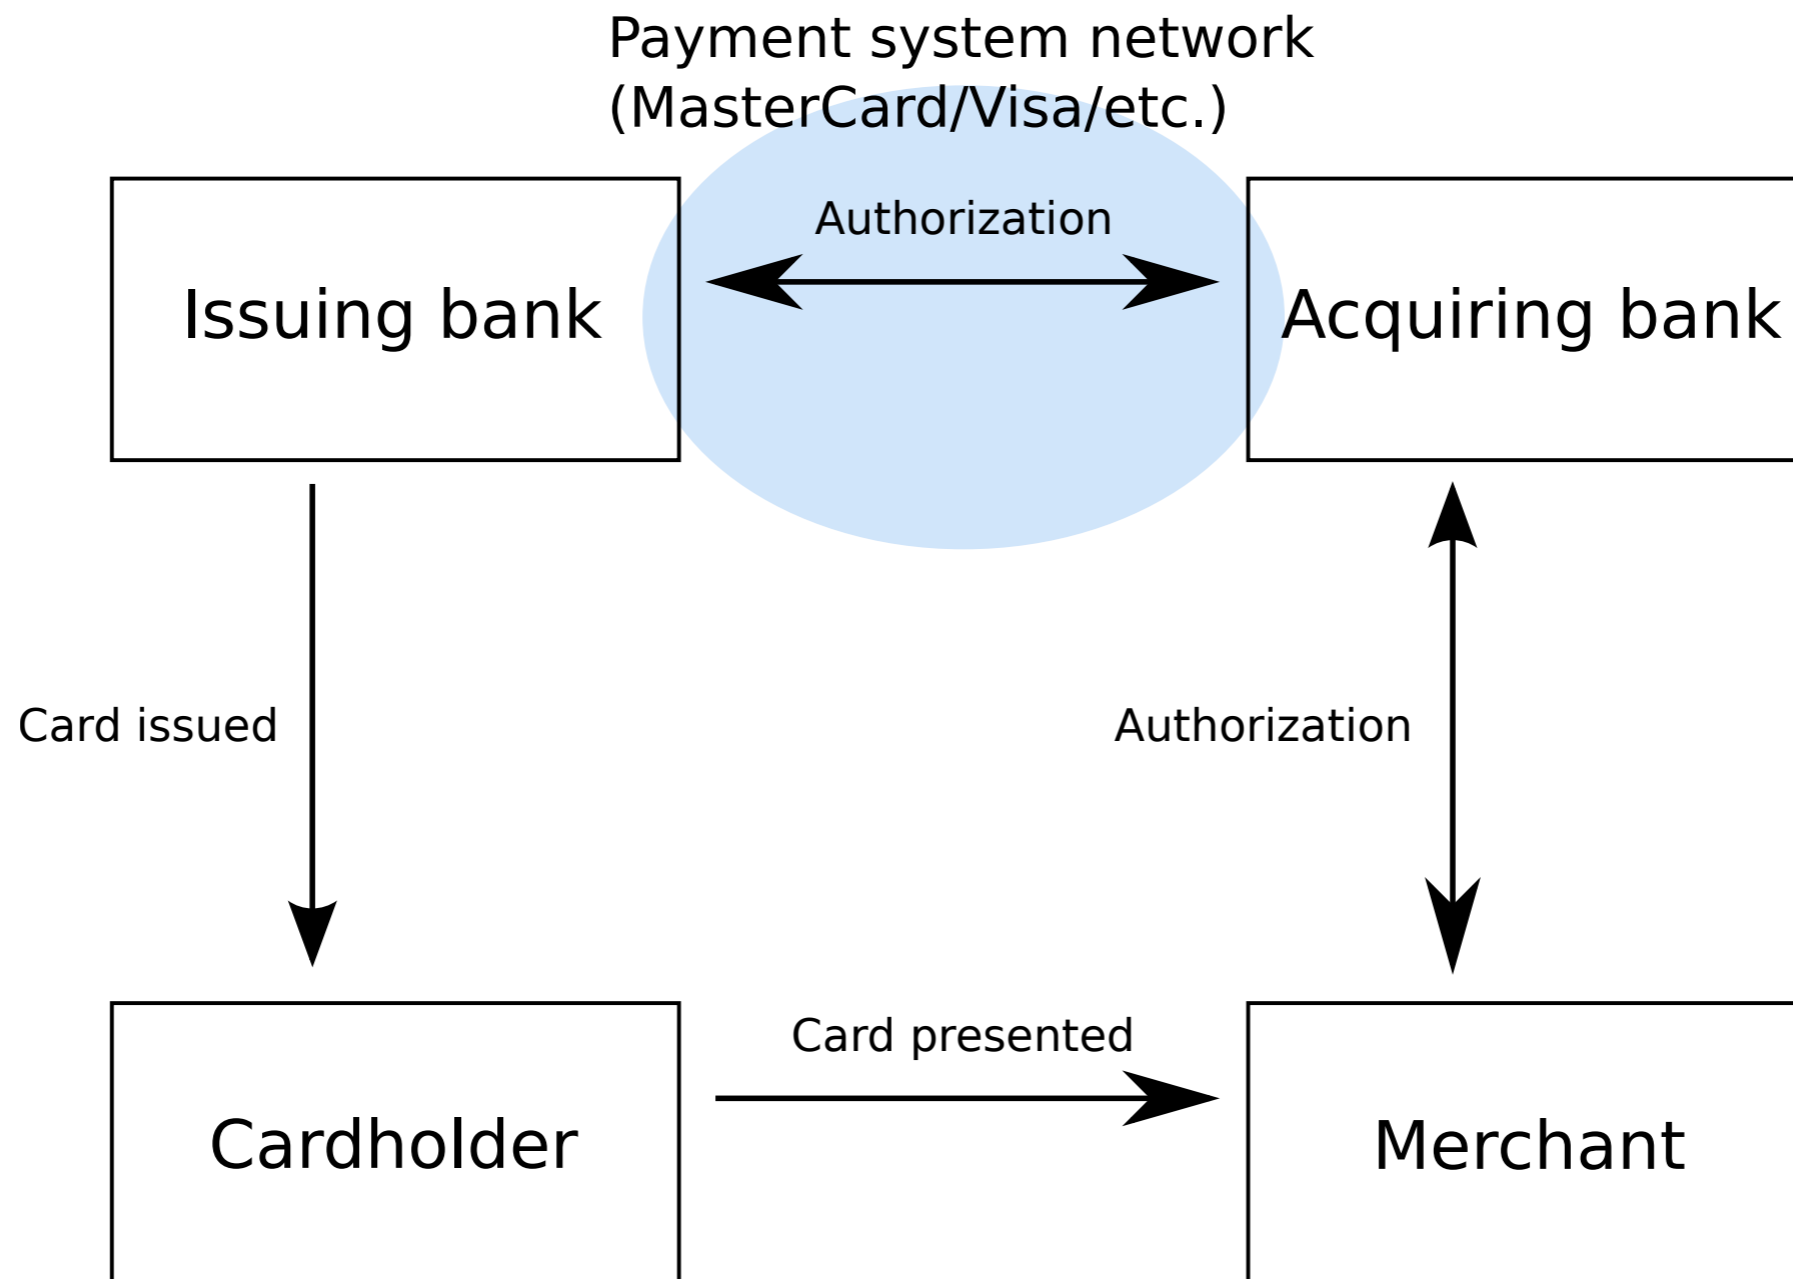 Payment system network
(MasterCard/Visa/etc.)
Authorization
Issuing bank
Acquiring bank
Card issued
Authorization
Card presented
Cardholder
Merchant